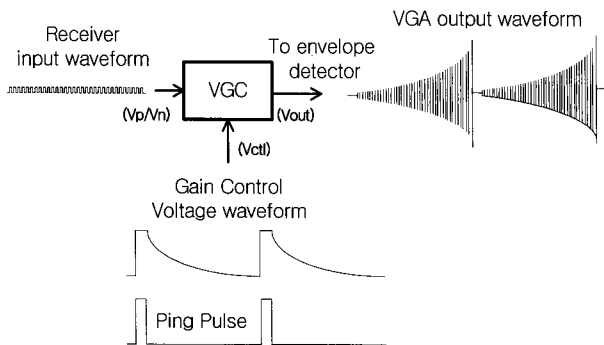 Receiver
input waveform
(Vp/Vn)
VGC
To envelope
detector
(Vout)
VGA output waveform
(Vctl)
Gain Control
Voltage waveform
Ping Pulse